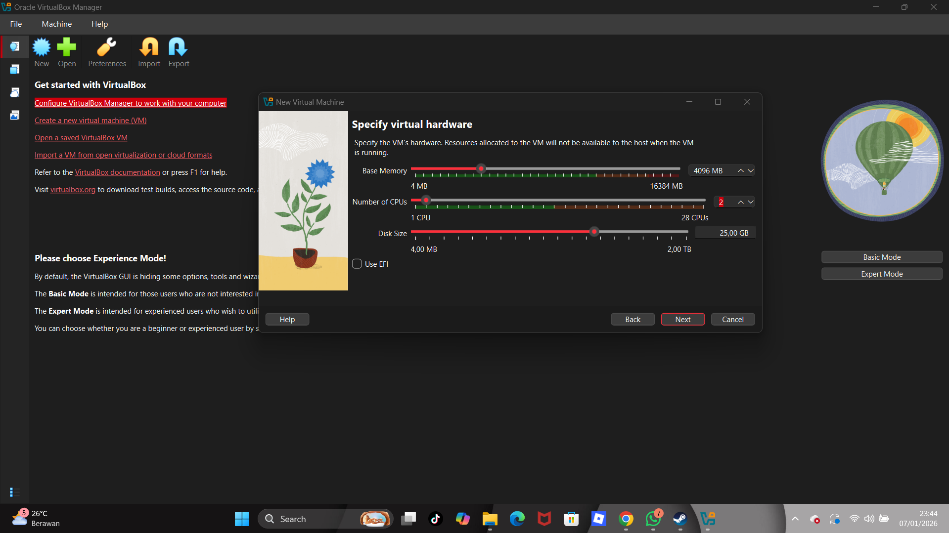 Oracle VirtualBox Manager
File Machine Help
New Open Preferences Import Export
Get started with VirtualBox
Configure VirtualBox Manager to work with your computer
Create a new virtual machine (VM)
Open a saved VirtualBox VM
Import a VM from open virtualization or cloud formats
Refer to the VirtualBox documentation or press F1 for help.
Visit virtualbox.org to download test builds, access the source code,
Please choose Experience Mode!
By default, the VirtualBox GUI is hiding some options, tools and
The Basic Mode is intended for those users who are not interested
The Expert Mode is intended for experienced users who wish to
You can choose whether you are a beginner or experienced user by
New Virtual Machine
Specify virtual hardware
Specify the VM's hardware. Resources allocated to the VM will not be available to the host when the VM
is running.
Base Memory 4096 MB
4 MB 16384 MB
Number of CPUs 2
1 CPU 28 CPUs
Disk Size 25,00 GB
4,00 MB 2,00 TB
Use EFI
Help Back Next Cancel
Basic Mode
Expert Mode
5
26°C
Berawan
Search
23:44
07/01/2026